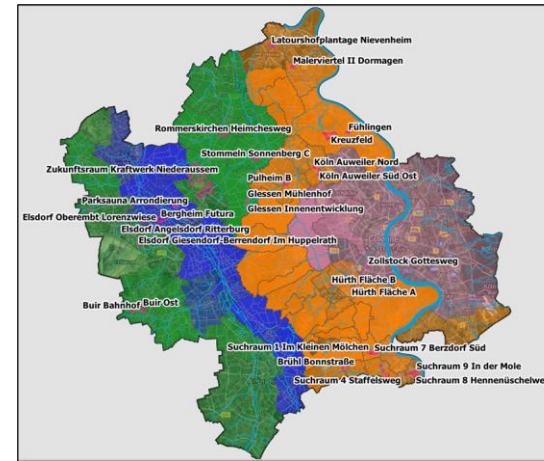 Latourshofplantage Nievenheim
Malerviertel II Dormagen
Fühlingen
Rommerskirchen Heimchesweg
Kreuzfeld
Stommeln Sonnenberg C
Köln Auweiler Nord
Zukunftsraum Kraftwerk Niederaussem
Pulheim B
Köln Auweiler Süd Ost
Glessen Mühlenhof
Parksauna Arrondierung
Glessen Innenentwicklung
Bergheim Futura
Elsdorf Oberembt Lorenzwiese
Elsdorf Angelsdorf Ritterburg
Elsdorf Giesendorf-Berrendorf Im Huppelrath
Zollstock Gottesweg
Hürth Fläche B
Hürth Fläche A
Buir Bahnhof
Buir Ost
Suchraum 1 Im Kleinen Mölchen
Suchraum 7 Berzdorf Süd
Brühl Bonnstraße
Suchraum 9 In der Mole
Suchraum 4 Staffelsweg
Suchraum 8 Hennenüschelwe